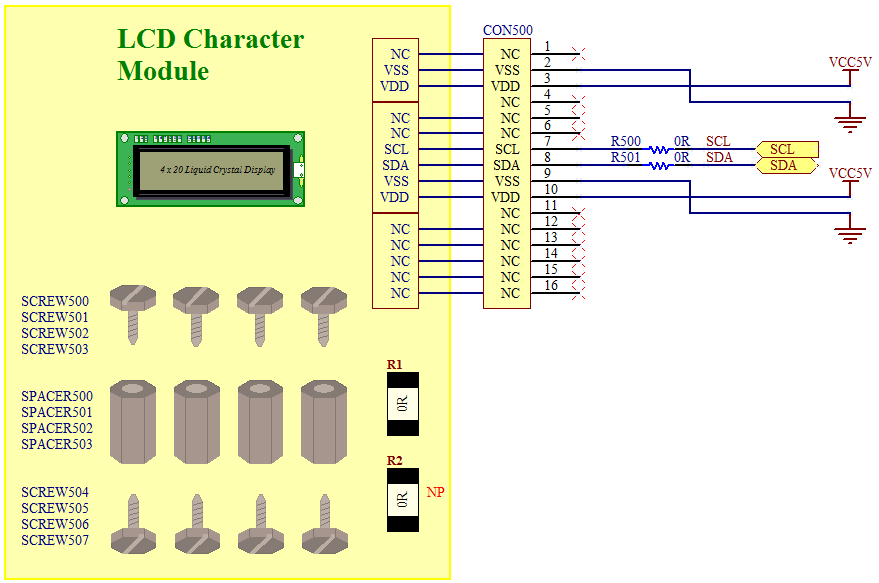 LCD Character
Module
4 x 20 Liquid Crystal Display
CON500
NC NC 1
VSS VSS 2
VDD VDD 3
NC 4
NC NC 5
NC NC 6
SCL SCL 7 R500 0R SCL SCL
SDA SDA 8 R501 0R SDA SDA
VSS VSS 9
VDD VDD 10
NC 11
NC NC 12
NC NC 13
NC NC 14
NC NC 15
NC NC 16
VCC5V
VCC5V
SCREW500
SCREW501
SCREW502
SCREW503
SPACER500
SPACER501
SPACER502
SPACER503
SCREW504
SCREW505
SCREW506
SCREW507
R1
0R
R2
0R
NP